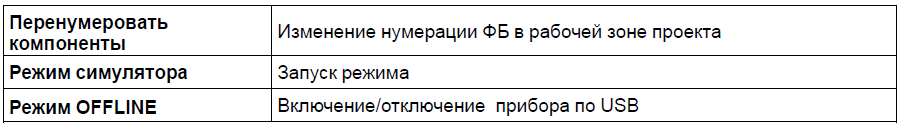 Перенумеровать
компоненты
Изменение нумерации ФБ в рабочей зоне проекта
Режим симулятора
Запуск режима
Режим OFFLINE
Включение/отключение прибора по USB